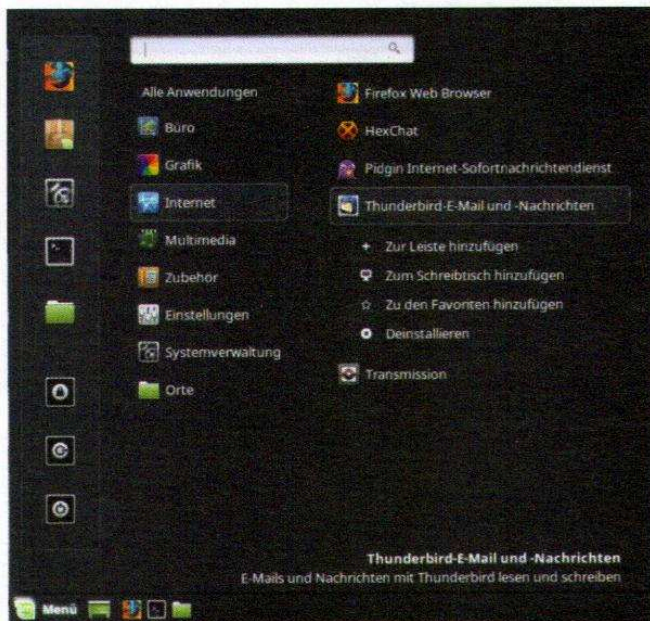 Alle Anwendungen
Büro
Grafik
Internet
Multimedia
Zubehör
Einstellungen
Systemverwaltung
Orte
Firefox Web Browser
HexChat
Pidgin Internet-Sofortnachrichtendienst
Thunderbird-E-Mail und -Nachrichten
+ Zur Leiste hinzufügen
Zum Schreibtisch hinzufügen
Zu den Favoriten hinzufügen
Deinstallieren
Transmission
Thunderbird-E-Mail und -Nachrichten
E-Mails und Nachrichten mit Thunderbird lesen und schreiben
Menü